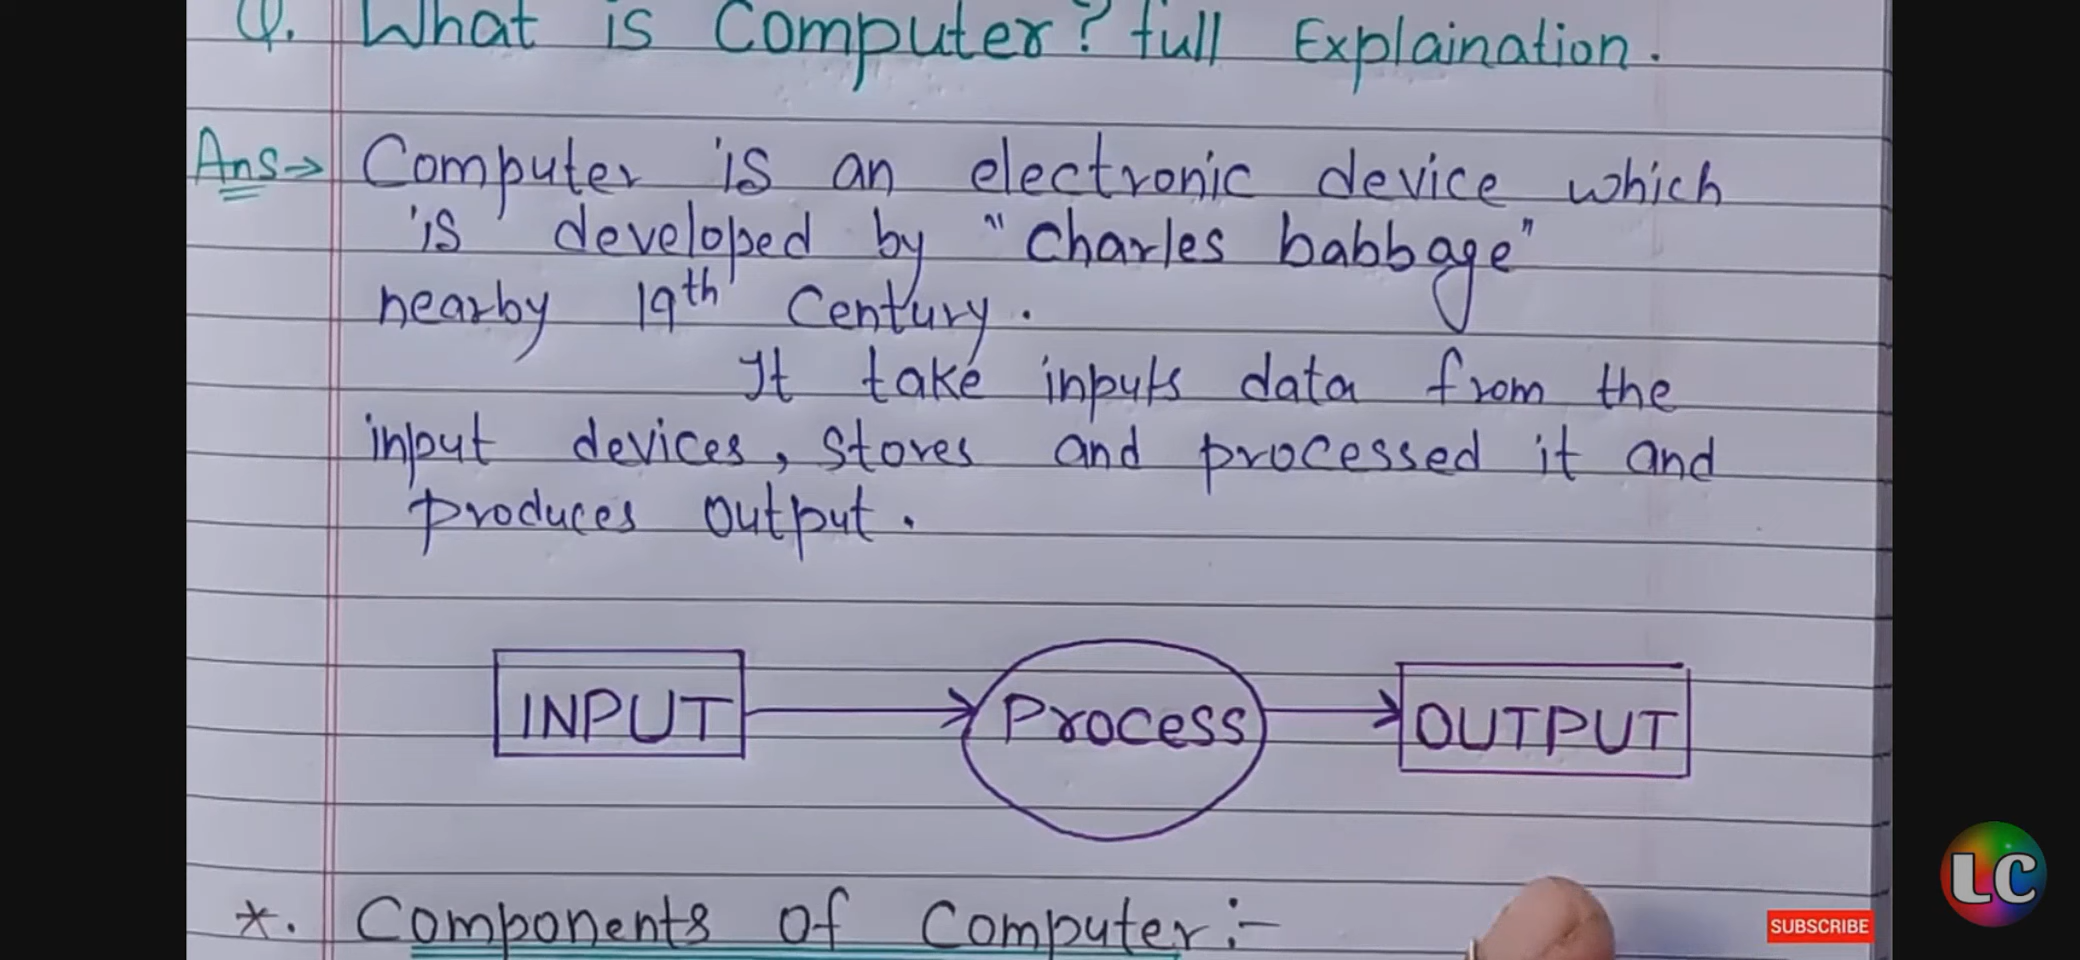 Q. What is Computer? full Explaination.
Ans→ Computer is an electronic device which
is developed by "Charles babbage"
nearby 19th Century.
It take inputs data from the
input devices, stores and processed it and
produces output.
INPUT → Process → OUTPUT
*. Components of Computer:-
LC
SUBSCRIBE